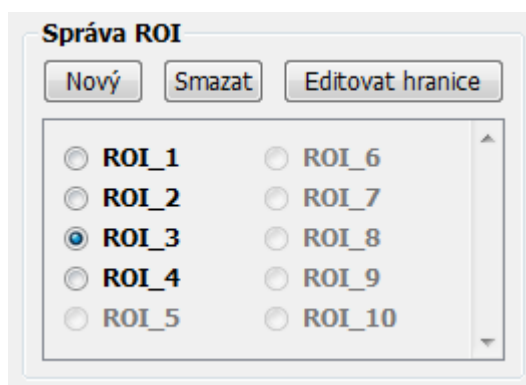 Správa ROI
Nový Smazat Editovat hranice
ROI_1 ROI_6
ROI_2 ROI_7
ROI_3 ROI_8
ROI_4 ROI_9
ROI_5 ROI_10